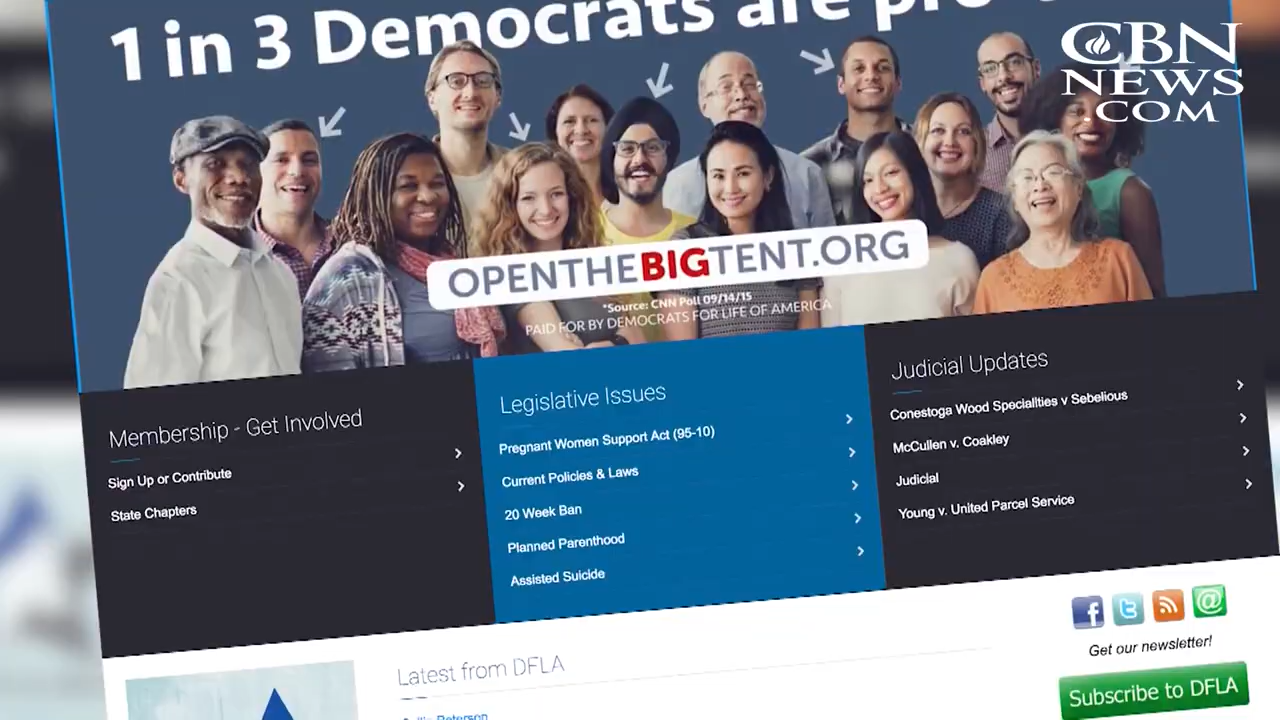 1 in 3 Democrats are
CBN
NEWS
.COM
OPENTHEBIGTENT.ORG
*Source: CNN Poll 09/14/15
PAID FOR BY DEMOCRATS FOR LIFE OF AMERICA
Membership - Get Involved
Sign Up or Contribute
State Chapters
Legislative Issues
Pregnant Women Support Act (95-10)
Current Policies & Laws
20 Week Ban
Planned Parenthood
Assisted Suicide
Judicial Updates
Conestoga Wood Specialities v Sebelious
McCullen v. Coakley
Judicial
Young v. United Parcel Service
Get our newsletter!
Subscribe to DFLA
Latest from DFLA